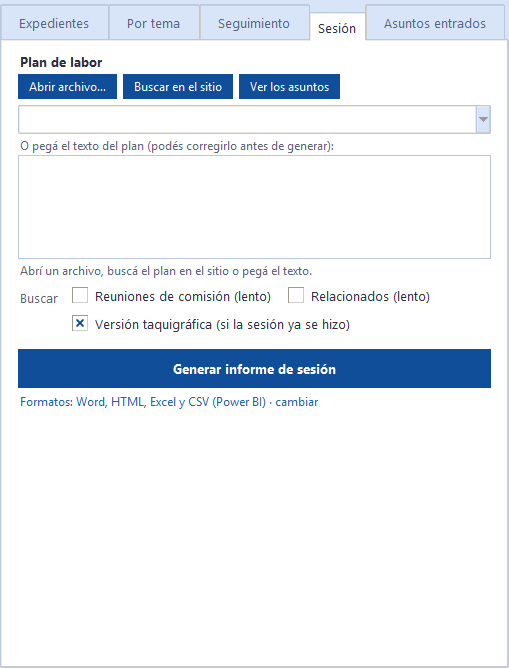 Expedientes Por tema Seguimiento Sesión Asuntos entrados
Plan de labor
Abrir archivo... Buscar en el sitio Ver los asuntos
O pegá el texto del plan (podés corregirlo antes de generar):
Abrí un archivo, buscá el plan en el sitio o pegá el texto.
Buscar Reuniones de comisión (lento) Relacionados (lento)
Versión taquigráfica (si la sesión ya se hizo)
Generar informe de sesión
Formatos: Word, HTML, Excel y CSV (Power BI) · cambiar